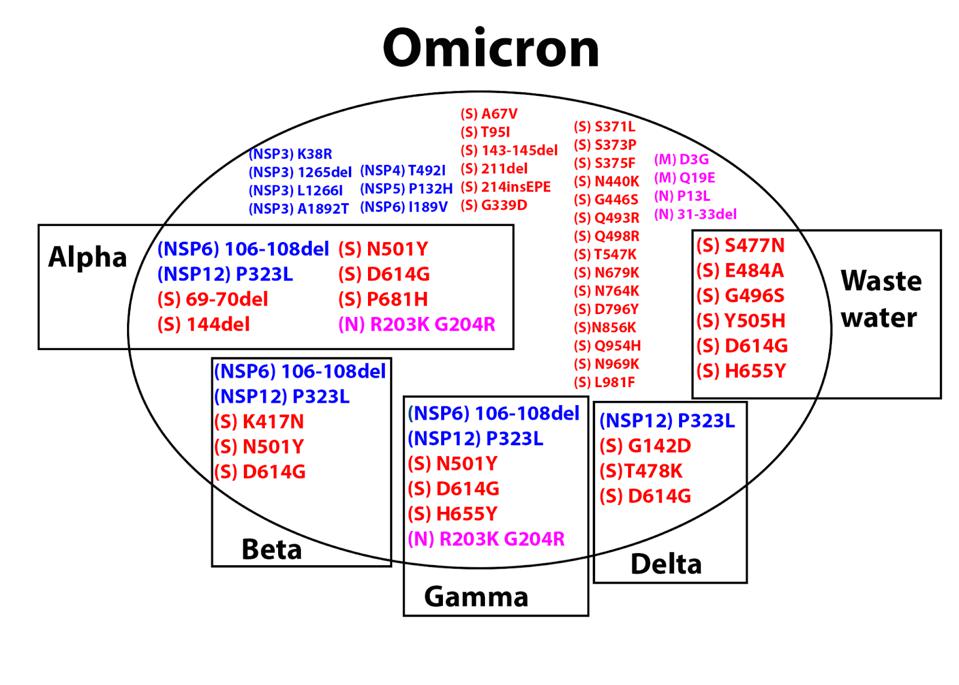 Omicron
(NSP3) K38R
(NSP3) 1265del
(NSP3) L1266I
(NSP3) A1892T
(NSP4) T492I
(NSP5) P132H
(NSP6) I189V
(S) A67V
(S) T95I
(S) 143-145del
(S) 211del
(S) 214insEPE
(S) G339D
(S) S371L
(S) S373P
(S) S375F
(S) N440K
(S) G446S
(S) Q493R
(S) Q498R
(S) T547K
(S) N679K
(S) N764K
(S) D796Y
(S)N856K
(S) Q954H
(S) N969K
(S) L981F
(M) D3G
(M) Q19E
(N) P13L
(N) 31-33del
Alpha
(NSP6) 106-108del
(NSP12) P323L
(S) 69-70del
(S) 144del
(S) N501Y
(S) D614G
(S) P681H
(N) R203K G204R
(S) S477N
(S) E484A
(S) G496S
(S) Y505H
(S) D614G
(S) H655Y
Waste
water
(NSP6) 106-108del
(NSP12) P323L
(S) K417N
(S) N501Y
(S) D614G
Beta
(NSP6) 106-108del
(NSP12) P323L
(S) N501Y
(S) D614G
(S) H655Y
(N) R203K G204R
Gamma
(NSP12) P323L
(S) G142D
(S)T478K
(S) D614G
Delta